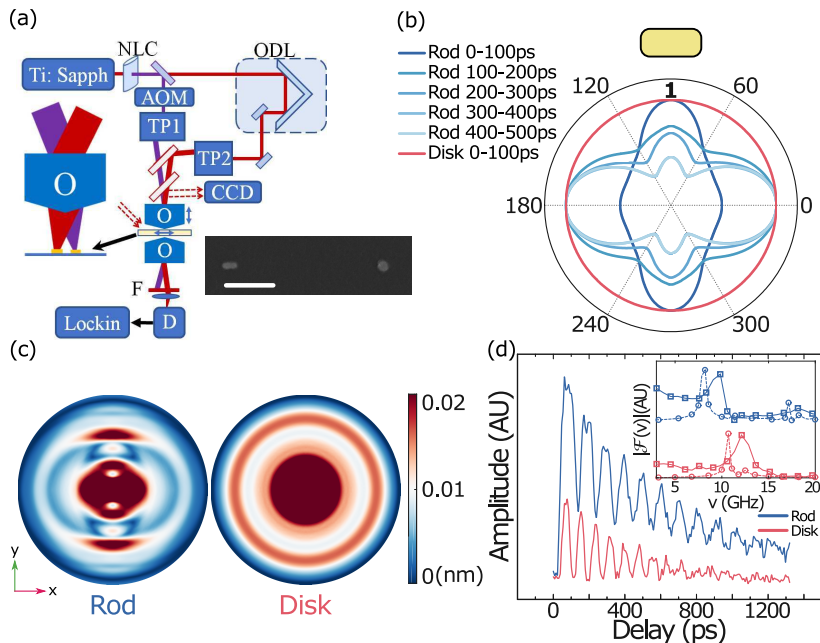 (a)
NLC
ODL
Ti: Sapph
AOM
TP1
TP2
CCD
O
O
O
F
Lockin
D
(b)
Rod 0-100ps
Rod 100-200ps
Rod 200-300ps
Rod 300-400ps
Rod 400-500ps
Disk 0-100ps
120
1
60
180
0
240
300
(c)
0.02
0.01
0(nm)
y
x
Rod
Disk
(d)
Amplitude (AU)
|ℱ(ν)|(AU)
5
10
15
20
ν (GHz)
Rod
Disk
0
400
800
1200
Delay (ps)